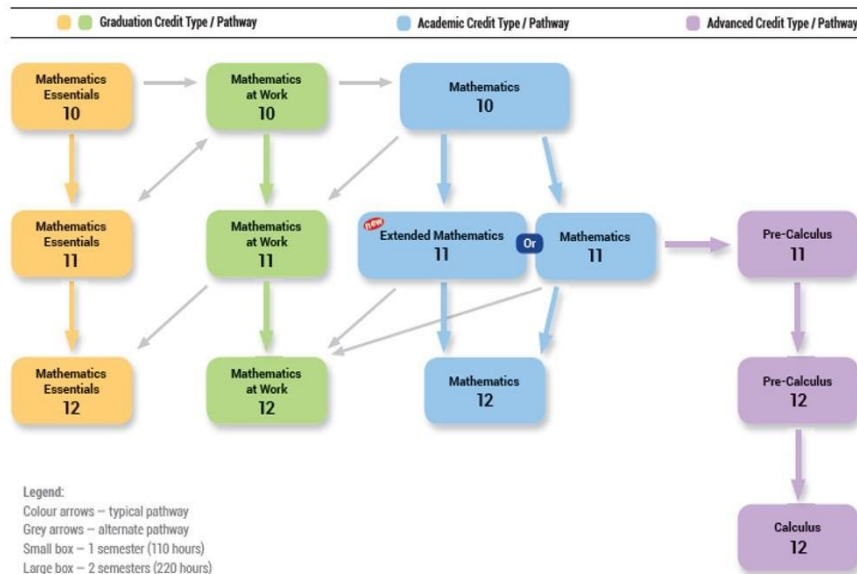 Graduation Credit Type / Pathway
Academic Credit Type / Pathway
Advanced Credit Type / Pathway
Mathematics
Essentials
10
Mathematics
at Work
10
Mathematics
10
Mathematics
Essentials
11
Mathematics
at Work
11
new
Extended Mathematics
11
Or
Mathematics
11
Pre-Calculus
11
Mathematics
Essentials
12
Mathematics
at Work
12
Mathematics
12
Pre-Calculus
12
Calculus
12
Legend:
Colour arrows – typical pathway
Grey arrows – alternate pathway
Small box – 1 semester (110 hours)
Large box – 2 semesters (220 hours)